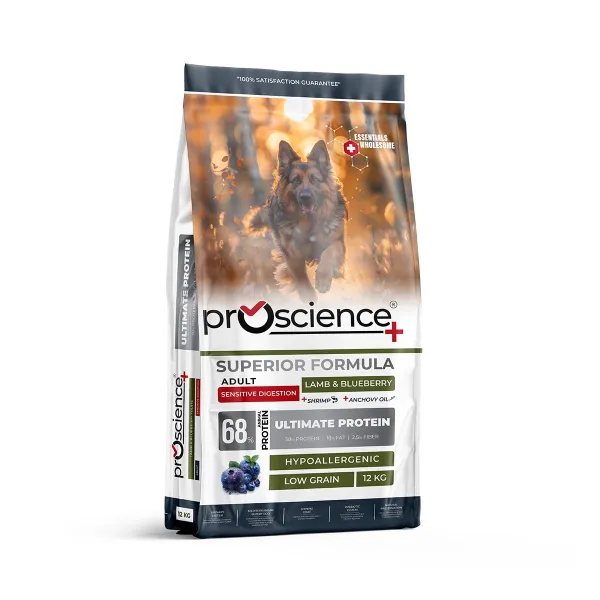 "100% SATISFACTION GUARANTEE"
ESSENTIALS
WHOLESOME
proscience®+
SUPERIOR FORMULA
ADULT
LAMB & BLUEBERRY
SENSITIVE DIGESTION
+SHRIMP +ANCHOVY OIL
68%
PROTEIN
ULTIMATE PROTEIN
HYPOALLERGENIC
LOW GRAIN
12 KG
ULTIMATE PROTEIN
proscience+
12 KG